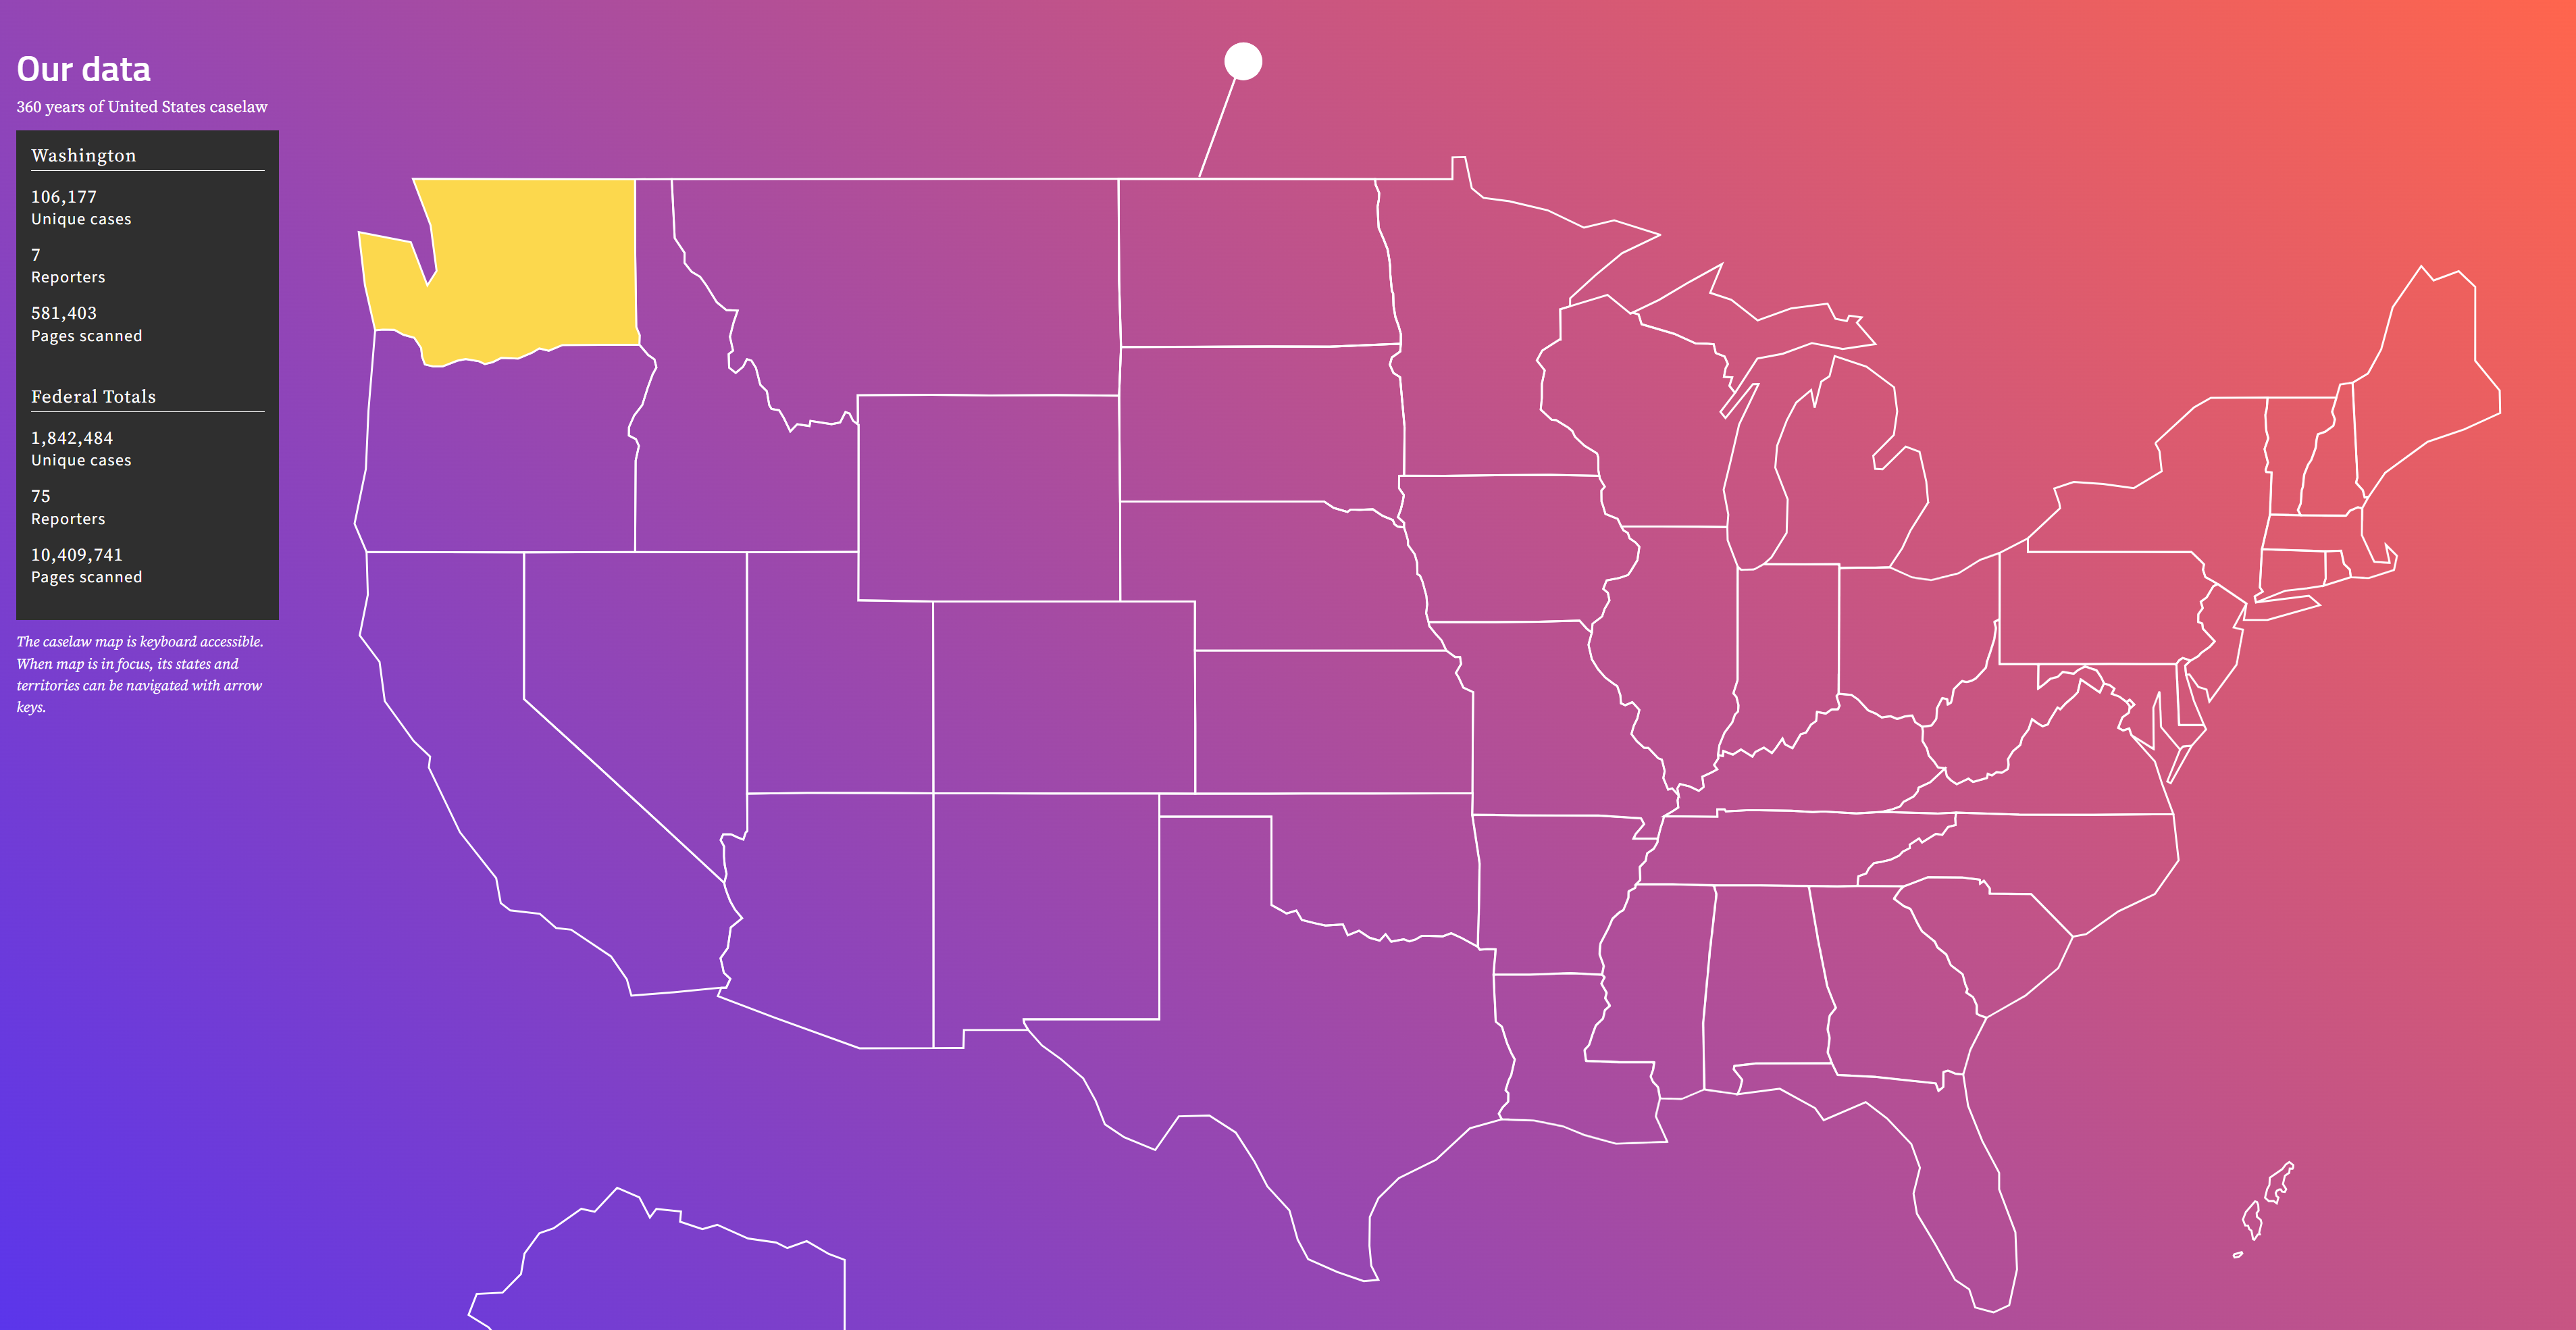 Our data
360 years of United States caselaw
Washington
106,177
Unique cases
7
Reporters
581,403
Pages scanned
Federal Totals
1,842,484
Unique cases
75
Reporters
10,409,741
Pages scanned
The caselaw map is keyboard accessible.
When map is in focus, its states and
territories can be navigated with arrow
keys.